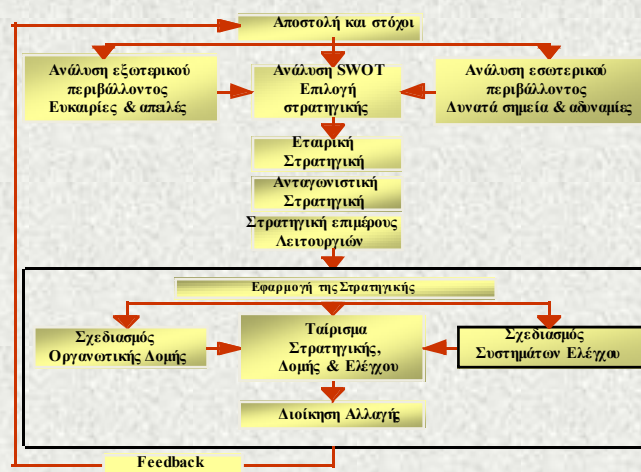 Αποστολή και στόχοι
Ανάλυση εξωτερικού
περιβάλλοντος
Ευκαιρίες & απειλές
Ανάλυση SWOT
Επιλογή
στρατηγικής
Ανάλυση εσωτερικού
περιβάλλοντος
Δυνατά σημεία & αδυναμίες
Εταιρική
Στρατηγική
Ανταγωνιστική
Στρατηγική
Στρατηγική επιμέρους
Λειτουργιών
Εφαρμογή της Στρατηγικής
Σχεδιασμός
Οργανωτικής Δομής
Ταίρισμα
Στρατηγικής,
Δομής & Ελέγχου
Σχεδιασμός
Συστημάτων Ελέγχου
Διοίκηση Αλλαγής
Feedback